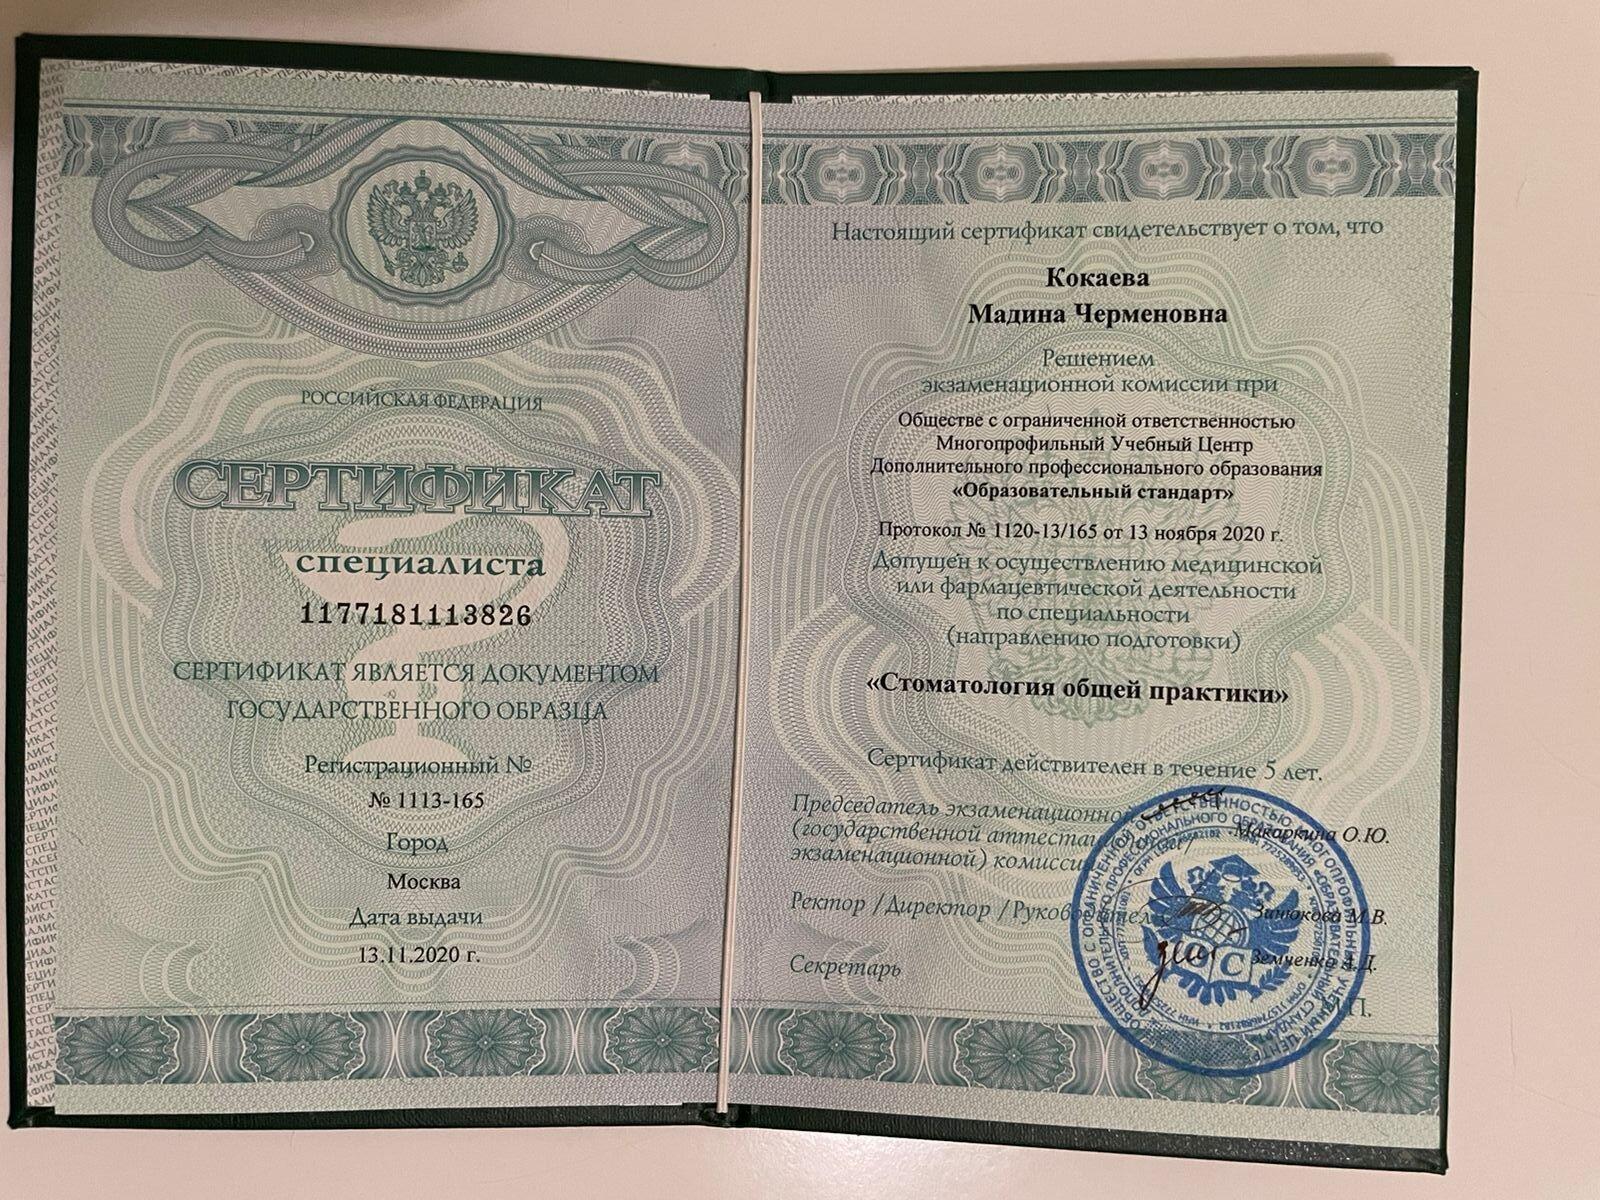 РОССИЙСКАЯ ФЕДЕРАЦИЯ
СЕРТИФИКАТ
специалиста
1177181113826
СЕРТИФИКАТ ЯВЛЯЕТСЯ ДОКУМЕНТОМ
ГОСУДАРСТВЕННОГО ОБРАЗЦА
Регистрационный №
№ 1113-165
Город
Москва
Дата выдачи
13.11.2020 г.
Настоящий сертификат свидетельствует о том, что
Кокаева
Мадина Черменовна
Решением
экзаменационной комиссии при
Обществе с ограниченной ответственностью
Многопрофильный Учебный Центр
Дополнительного профессионального образования
«Образовательный стандарт»
Протокол № 1120-13/165 от 13 ноября 2020 г.
Допущен к осуществлению медицинской
или фармацевтической деятельности
по специальности
(направлению подготовки)
«Стоматология общей практики»
Сертификат действителен в течение 5 лет.
Председатель экзаменационной
(государственной аттестационной
экзаменационной) комиссии
Макаркина О.Ю.
Ректор /Директор /Руководитель
Зинюкова М.В.
Секретарь
Земченко А.Д.